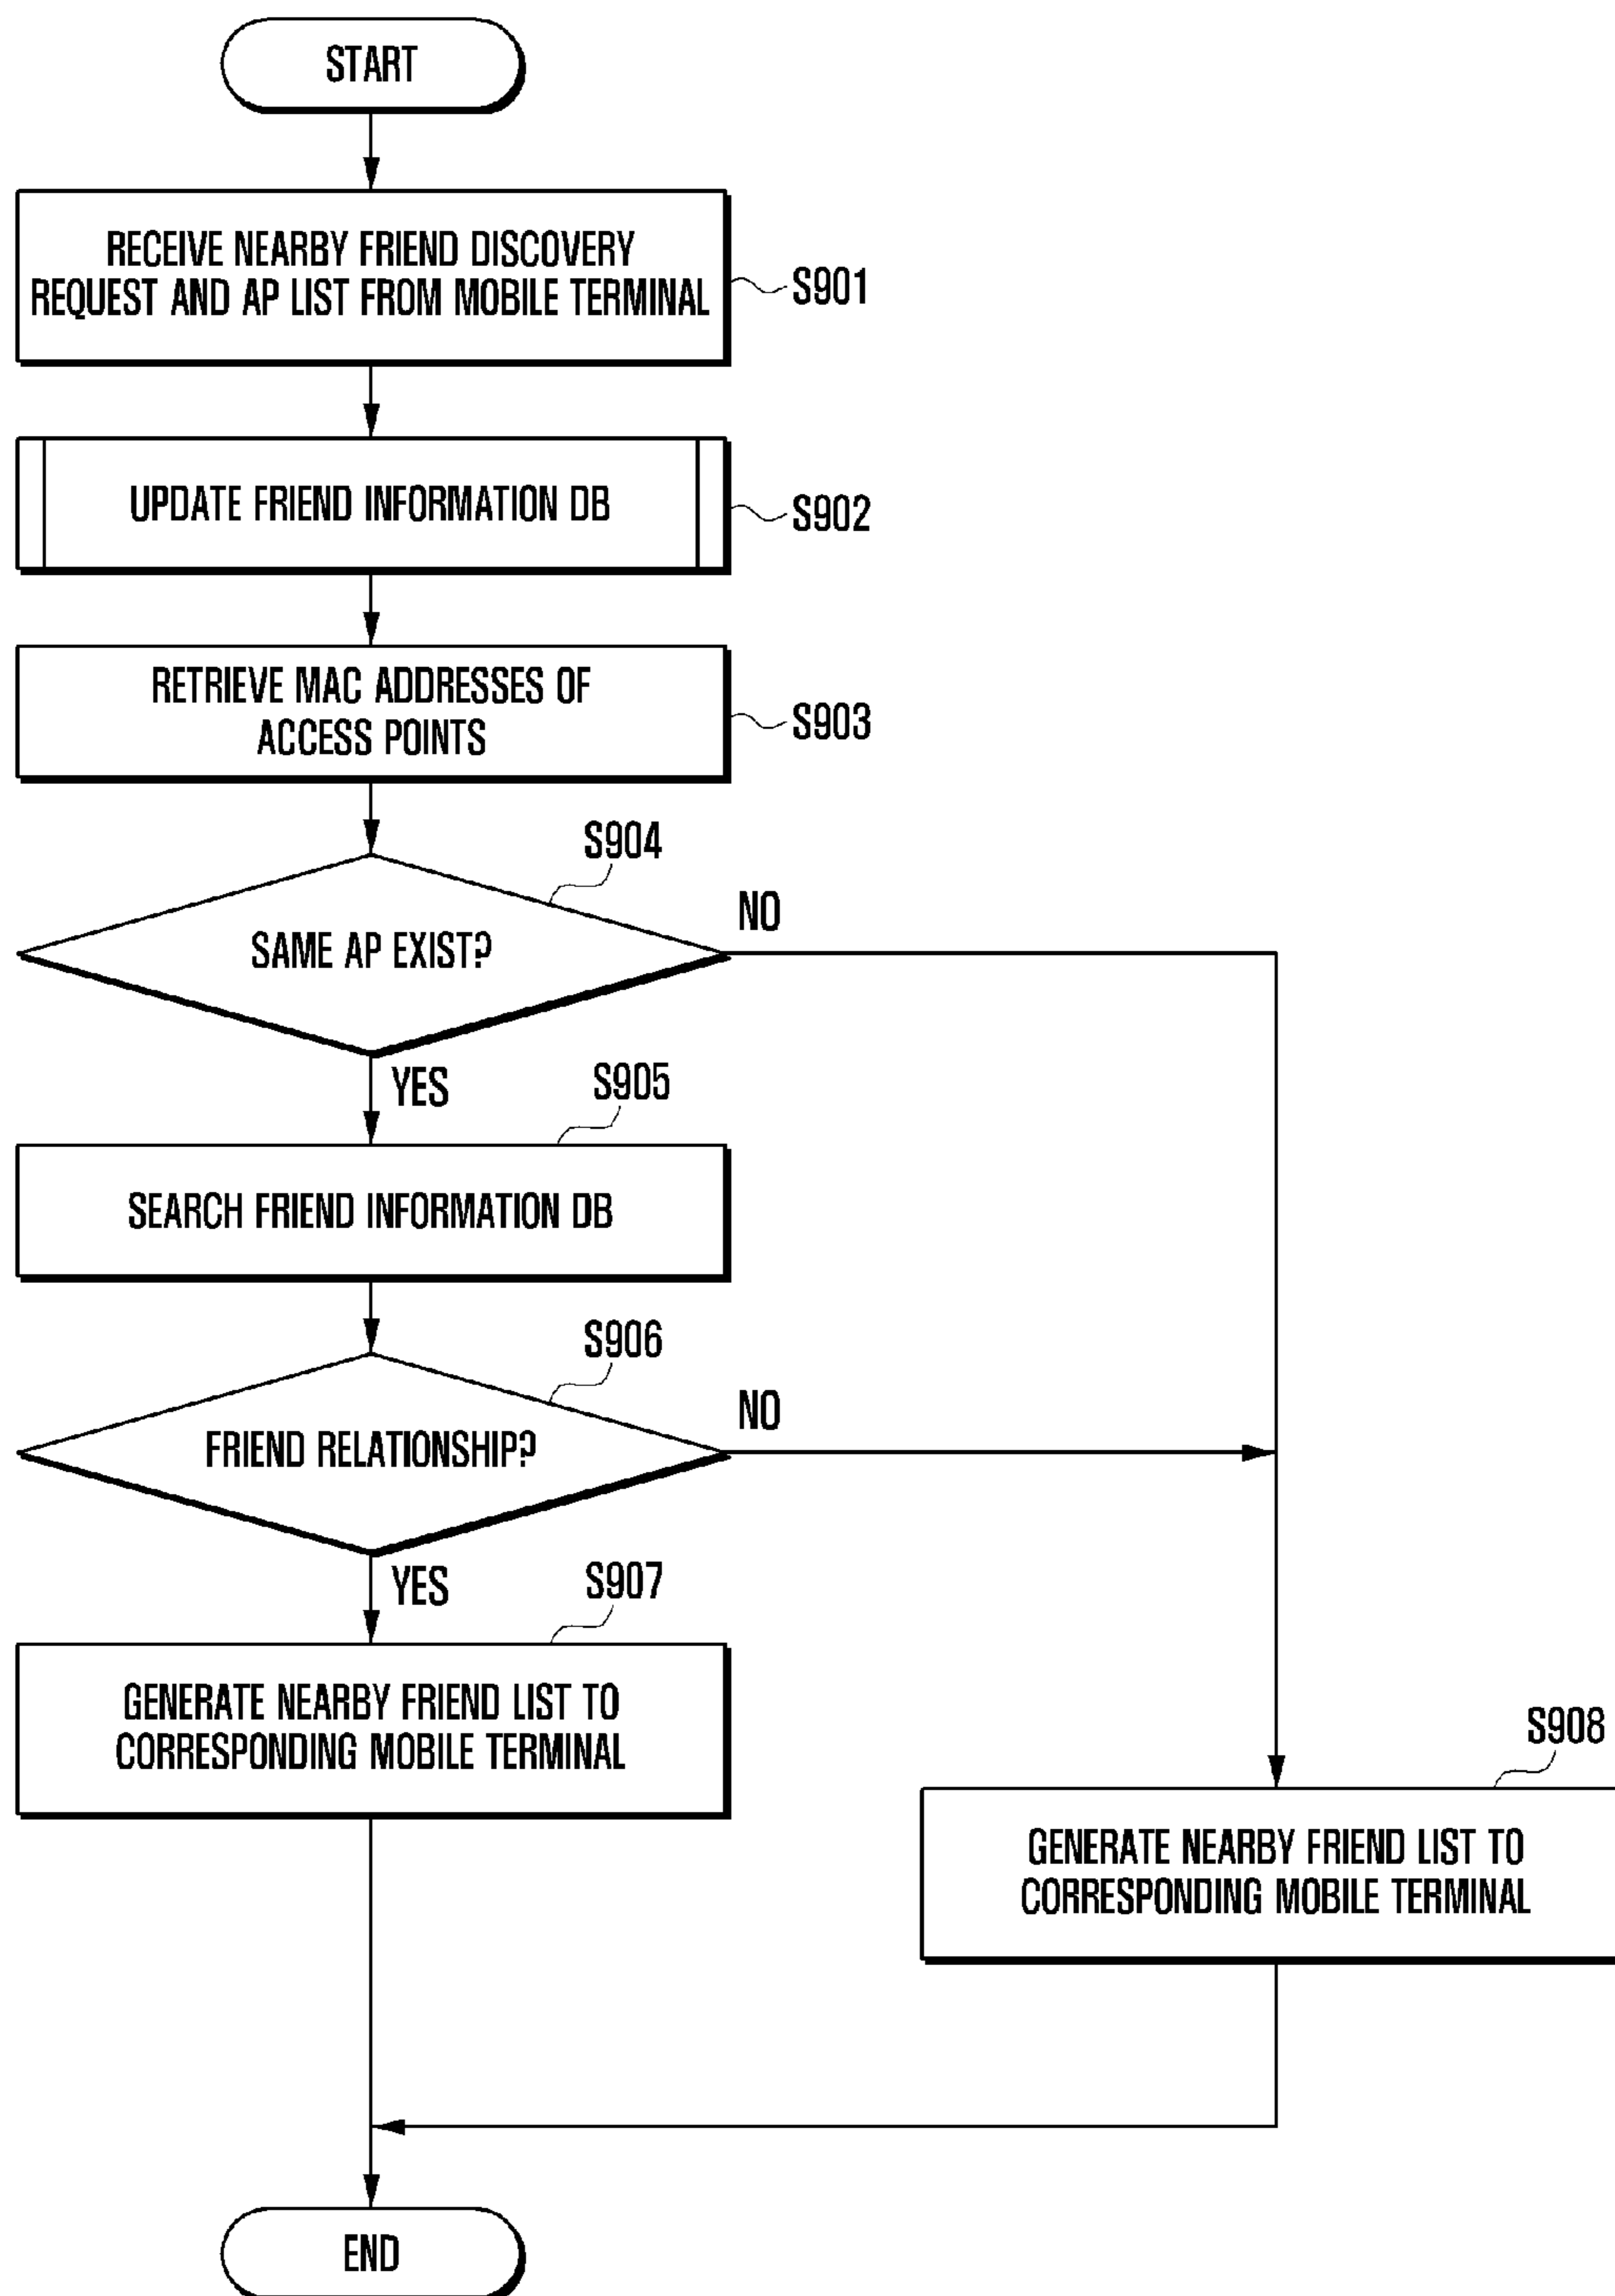 START
RECEIVE NEARBY FRIEND DISCOVERY
REQUEST AND AP LIST FROM MOBILE TERMINAL
S901
UPDATE FRIEND INFORMATION DB
S902
RETRIEVE MAC ADDRESSES OF
ACCESS POINTS
S903
S904
SAME AP EXIST?
NO
YES
S905
SEARCH FRIEND INFORMATION DB
S906
FRIEND RELATIONSHIP?
NO
YES
S907
GENERATE NEARBY FRIEND LIST TO
CORRESPONDING MOBILE TERMINAL
S908
GENERATE NEARBY FRIEND LIST TO
CORRESPONDING MOBILE TERMINAL
END